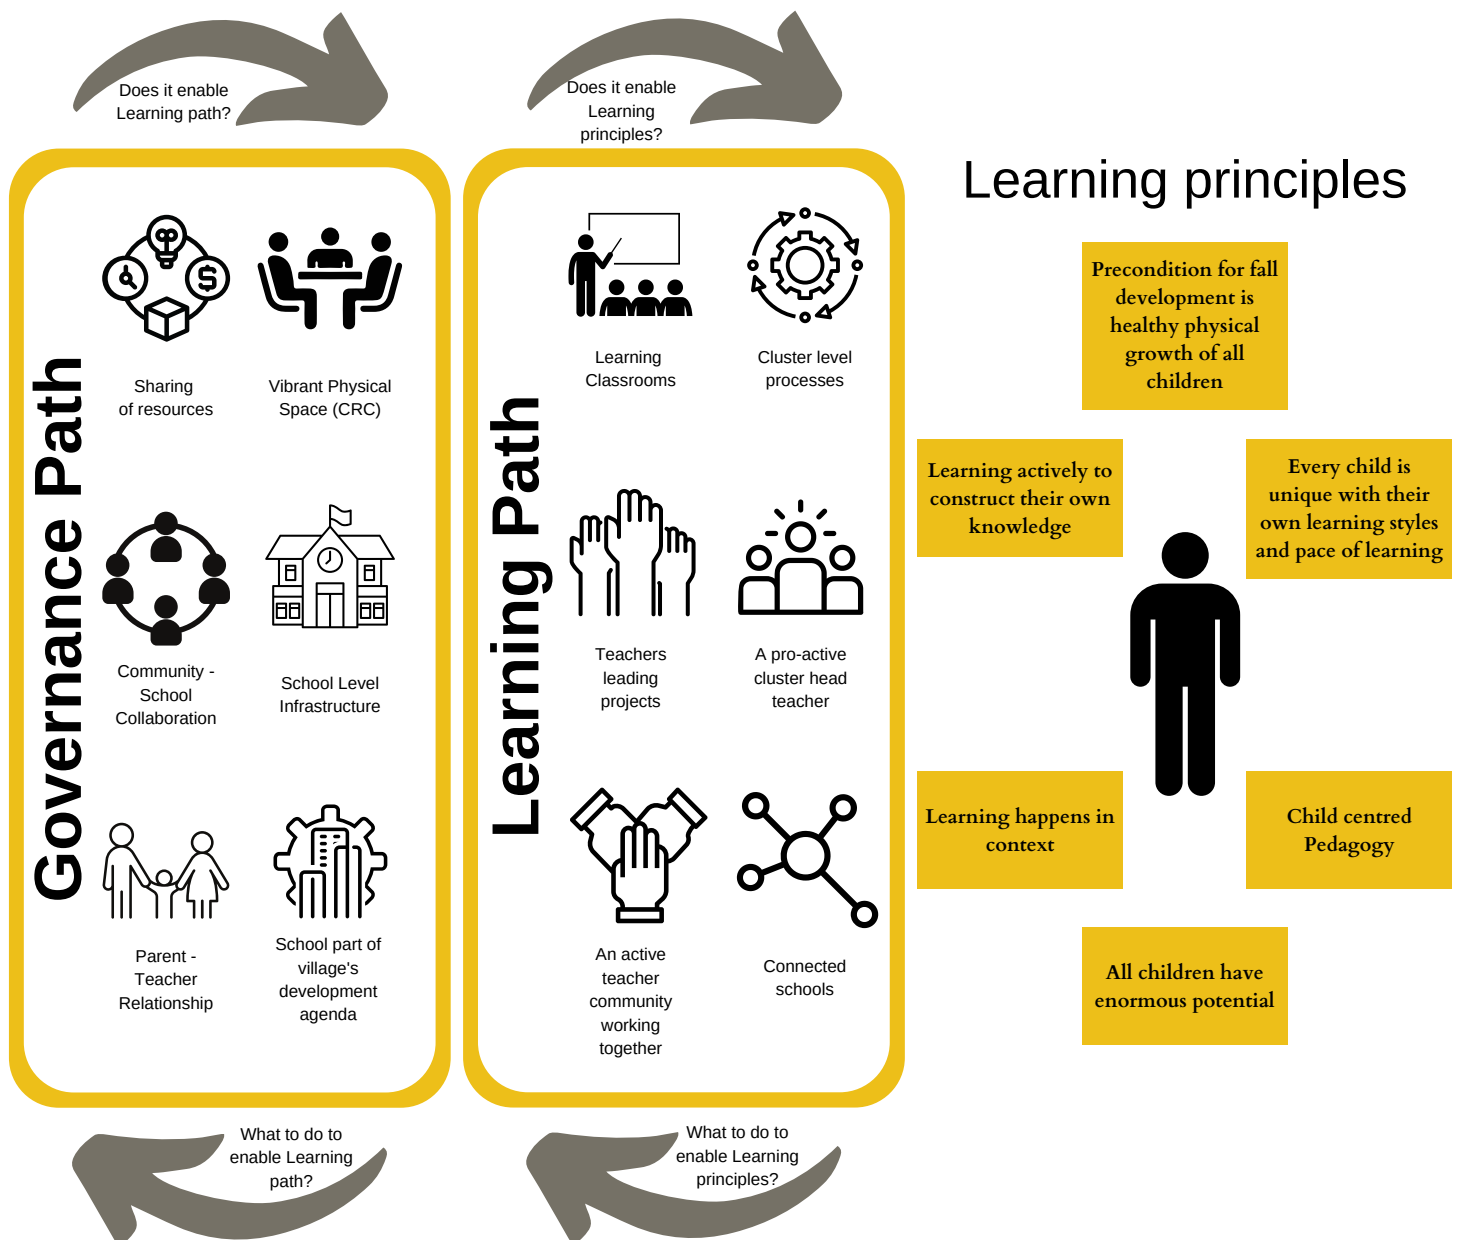 Does it enable
Learning path?
Governance Path
Sharing
of resources
Vibrant Physical
Space (CRC)
Community -
School
Collaboration
School Level
Infrastructure
Parent -
Teacher
Relationship
School part of
village's
development
agenda
What to do to
enable Learning
path?
Does it enable
Learning
principles?
Learning Path
Learning
Classrooms
Cluster level
processes
Teachers
leading
projects
A pro-active
cluster head
teacher
An active
teacher
community
working
together
Connected
schools
What to do to
enable Learning
principles?
Learning principles
Precondition for fall
development is
healthy physical
growth of all
children
Learning actively to
construct their own
knowledge
Every child is
unique with their
own learning styles
and pace of learning
Learning happens in
context
Child centred
Pedagogy
All children have
enormous potential